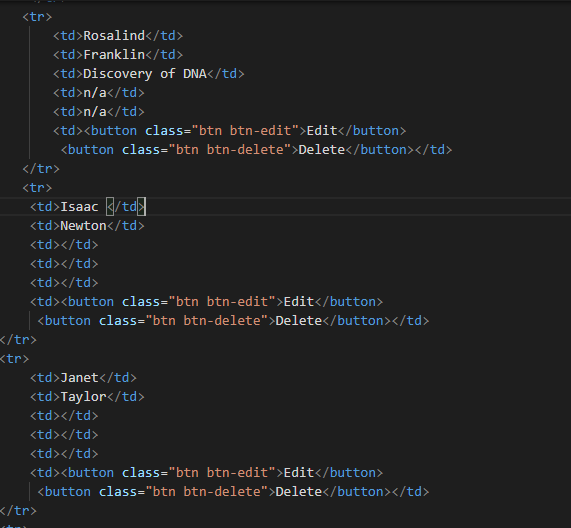 <tr>
<td>Rosalind</td>
<td>Franklin</td>
<td>Discovery of DNA</td>
<td>n/a</td>
<td>n/a</td>
<td><button class="btn btn-edit">Edit</button>
<button class="btn btn-delete">Delete</button></td>
</tr>
<tr>
<td>Isaac </td>
<td>Newton</td>
<td></td>
<td></td>
<td></td>
<td><button class="btn btn-edit">Edit</button>
<button class="btn btn-delete">Delete</button></td>
</tr>
<tr>
<td>Janet</td>
<td>Taylor</td>
<td></td>
<td></td>
<td></td>
<td><button class="btn btn-edit">Edit</button>
<button class="btn btn-delete">Delete</button></td>
</tr>